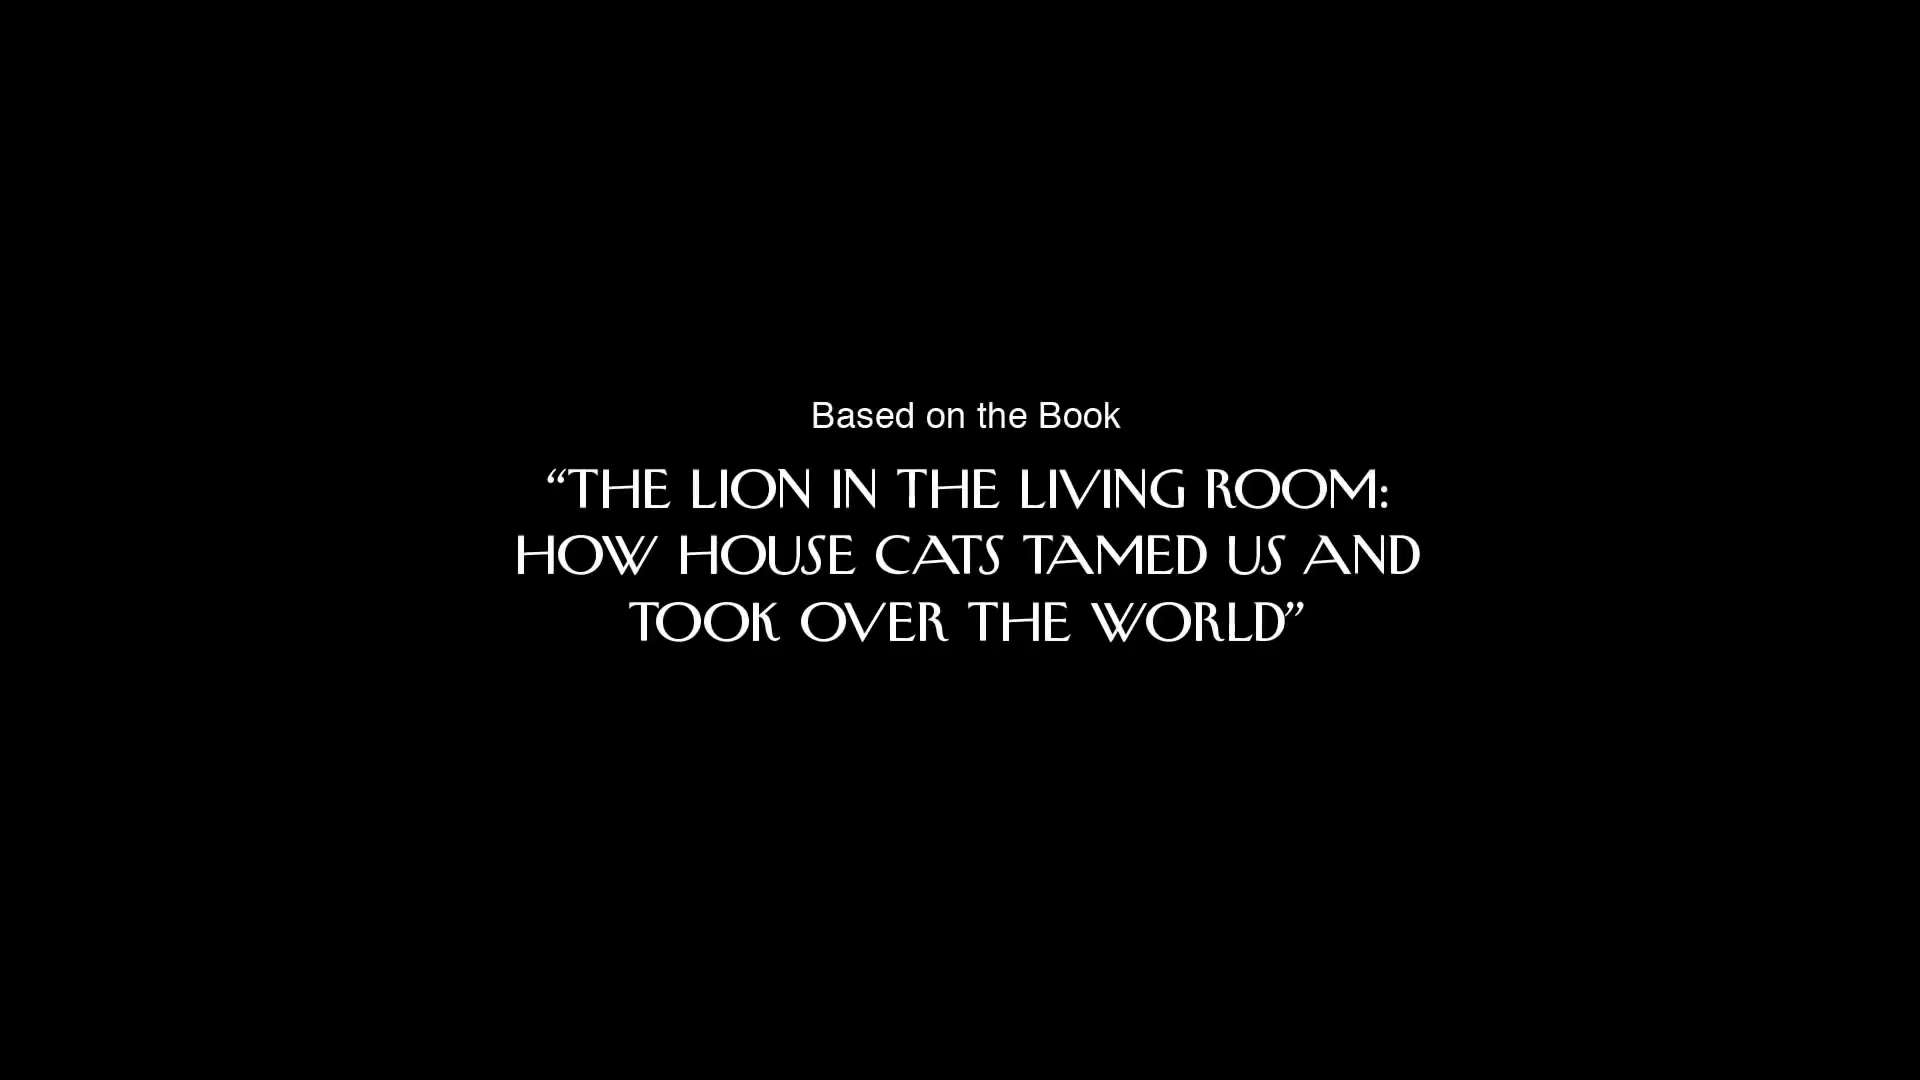 Based on the Book
“THE LION IN THE LIVING ROOM:
HOW HOUSE CATS TAMED US AND
TOOK OVER THE WORLD”